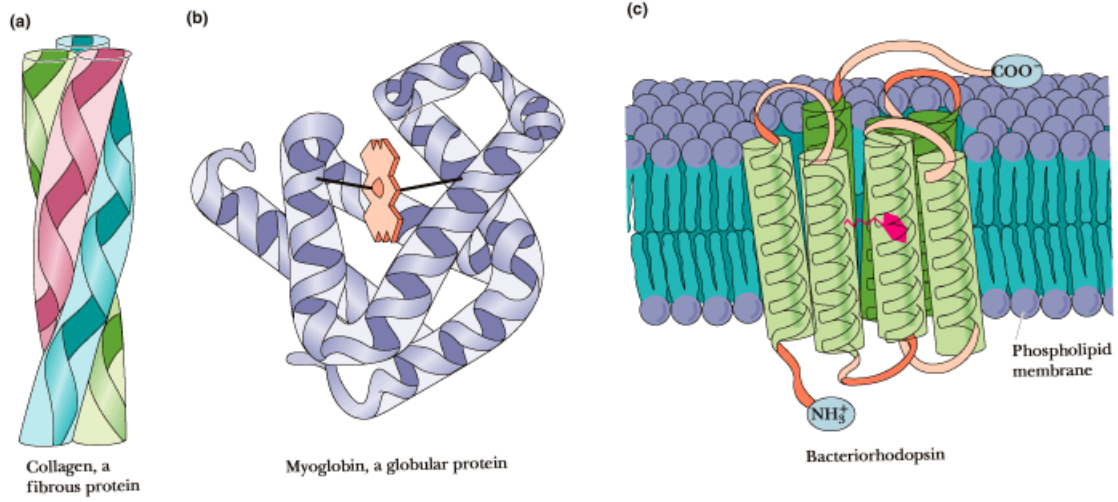 (a)
(b)
(c)
COO⁻
NH₃⁺
Phospholipid
membrane
Collagen, a
fibrous protein
Myoglobin, a globular protein
Bacteriorhodopsin